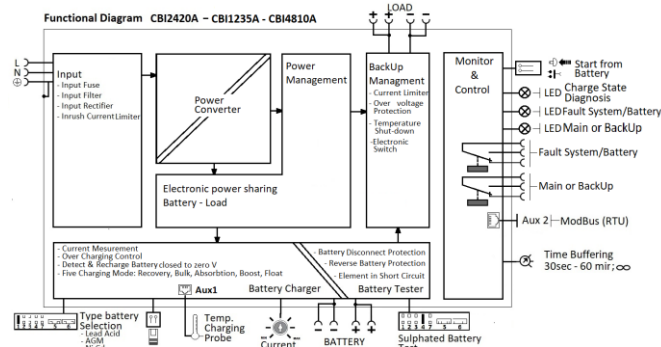 Functional Diagram CBI2420A – CBI1235A - CBI4810A
LOAD
+ + - -
L
N
Input
- Input Fuse
- Input Filter
- Input Rectifier
- Inrush Current Limiter
Power
Converter
Power
Management
BackUp
Managment
- Current Limiter
- Over voltage
Protection
- Temperature
Shut-down
-Electronic
Switch
Monitor
&
Control
Start from
Battery
LED Charge State
Diagnosis
LED Fault System/Battery
LED Main or BackUp
Fault System/Battery
Main or BackUp
Aux 2 ModBus (RTU)
Time Buffering
30sec - 60 mir; ∞
Electronic power sharing
Battery - Load
- Current Mesurement
- Over Charging Control
- Detect & Recharge Battery closed to zero V
- Five Charging Mode: Recovery, Bulk, Absorbtion, Boost, Float
Aux1
Battery Charger
- Battery Disconnect Protection
- Reverse Battery Protection
- Element in Short Circuit
Battery Tester
Type battery
Selection
- Lead Acid
- AGM
Temp.
Charging
Probe
Current
- - + +
BATTERY
Sulphated Battery